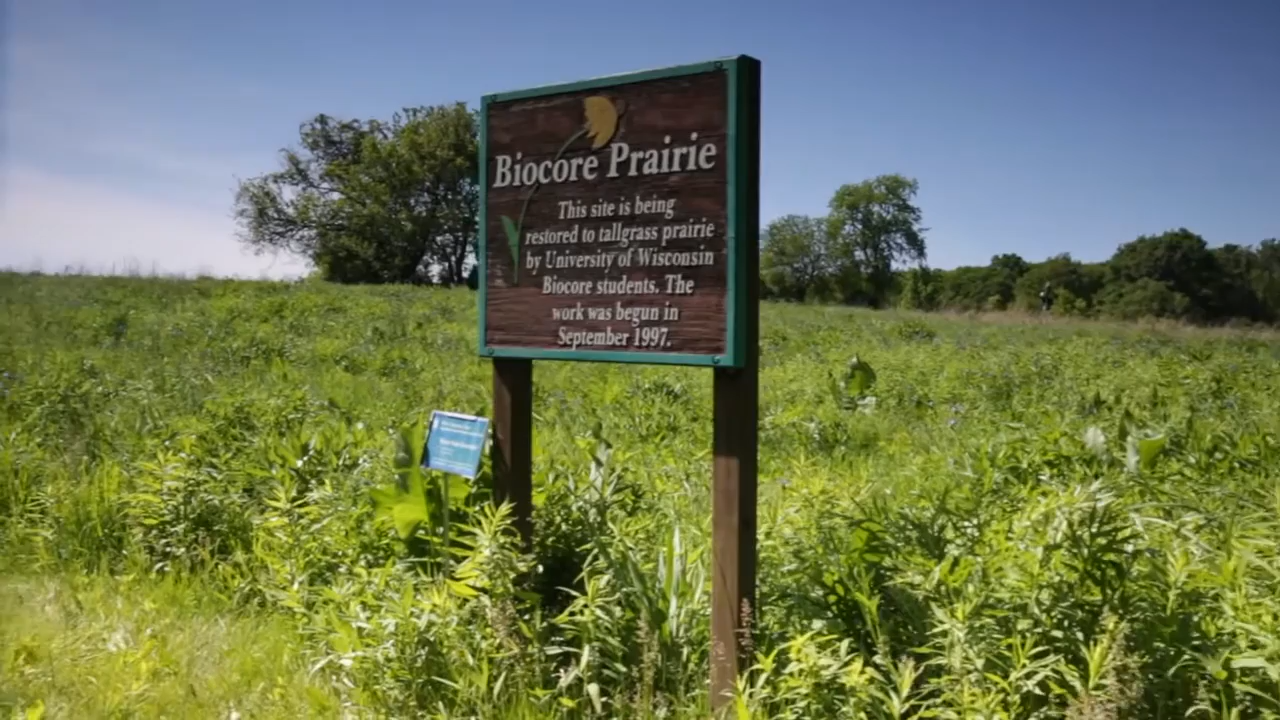 Biocore Prairie
This site is being
restored to tallgrass prairie
by University of Wisconsin
Biocore students. The
work was begun in
September 1997.